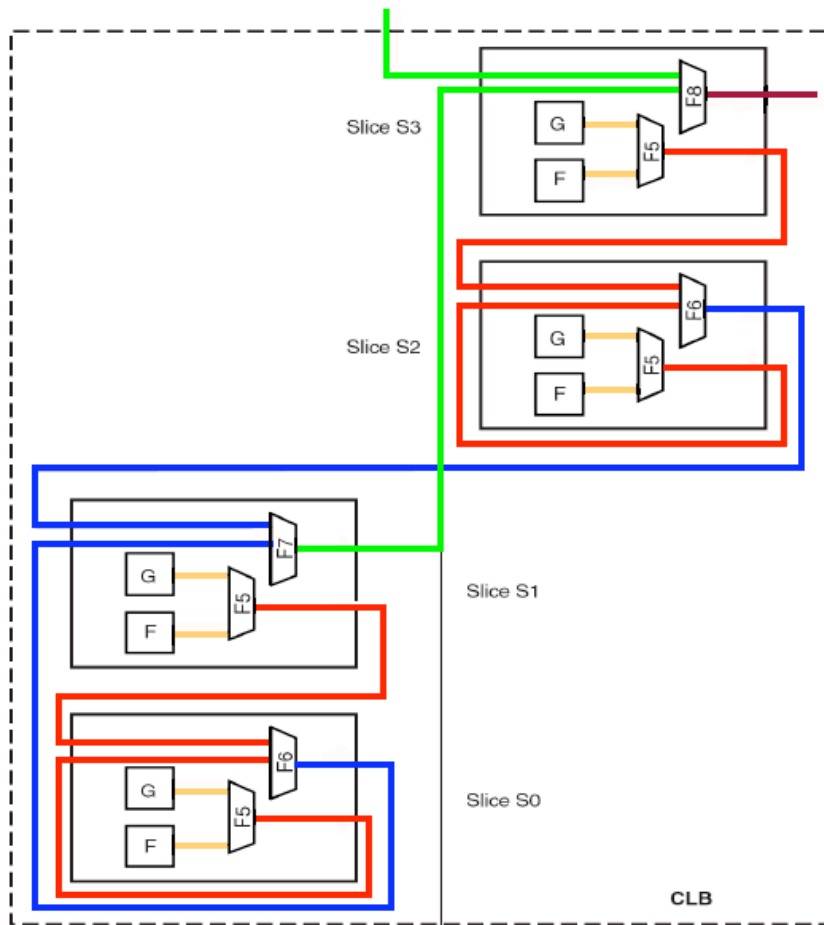 F8
Slice S3
G
F5
F
F6
Slice S2
G
F5
F
F7
G
F5
Slice S1
F
F6
G
F5
Slice S0
F
CLB